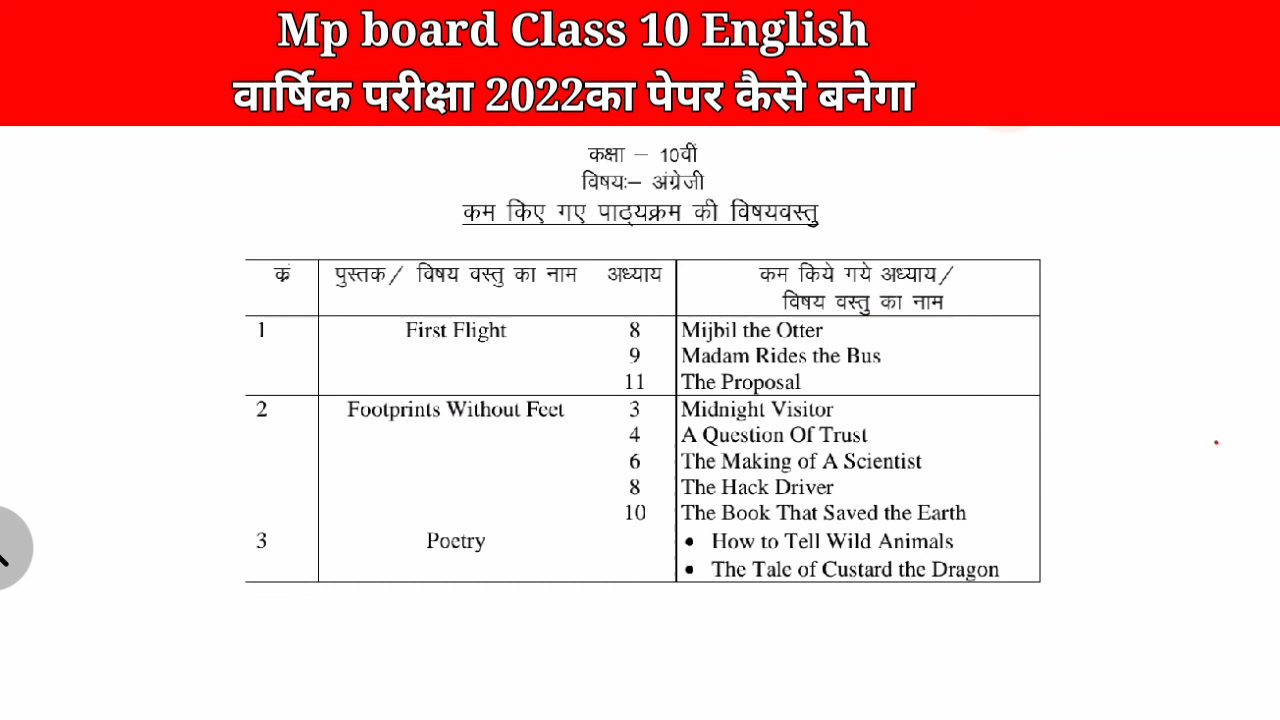 Mp board Class 10 English
वार्षिक परीक्षा 2022का पेपर कैसे बनेगा
कक्षा – 10वीं
विषयः– अंग्रेजी
कम किए गए पाठ्यक्रम की विषयवस्तु
कं पुस्तक/ विषय वस्तु का नाम अध्याय कम किये गये अध्याय/
विषय वस्तु का नाम
1 First Flight 8 Mijbil the Otter
9 Madam Rides the Bus
11 The Proposal
2 Footprints Without Feet 3 Midnight Visitor
4 A Question Of Trust
6 The Making of A Scientist
8 The Hack Driver
10 The Book That Saved the Earth
3 Poetry • How to Tell Wild Animals
• The Tale of Custard the Dragon